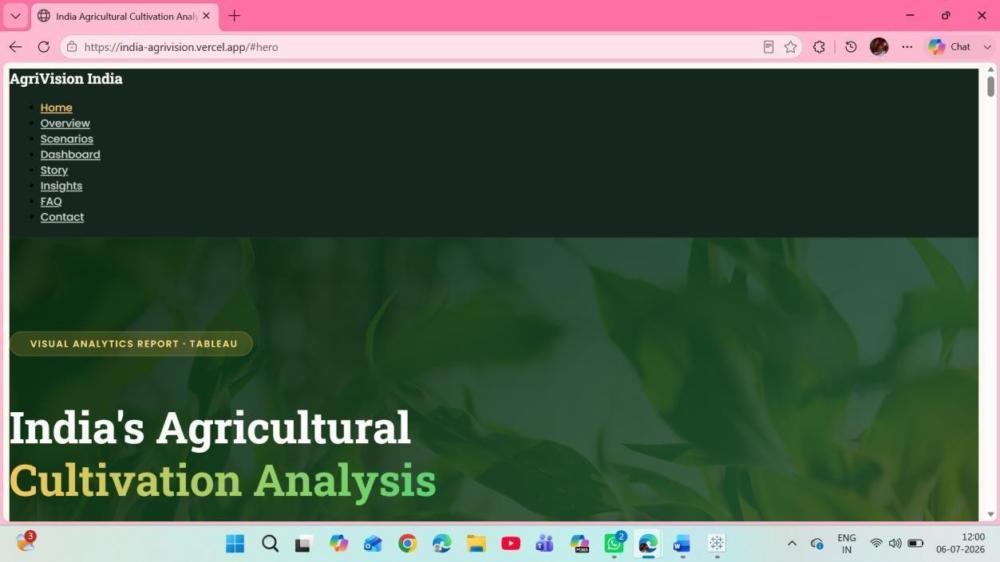 India Agricultural Cultivation Analy
https://india-agrivision.vercel.app/#hero
Chat
AgriVision India
Home
Overview
Scenarios
Dashboard
Story
Insights
FAQ
Contact
VISUAL ANALYTICS REPORT · TABLEAU
India's Agricultural
Cultivation Analysis
3
M365
2
W
ENG
IN
12:00
06-07-2026